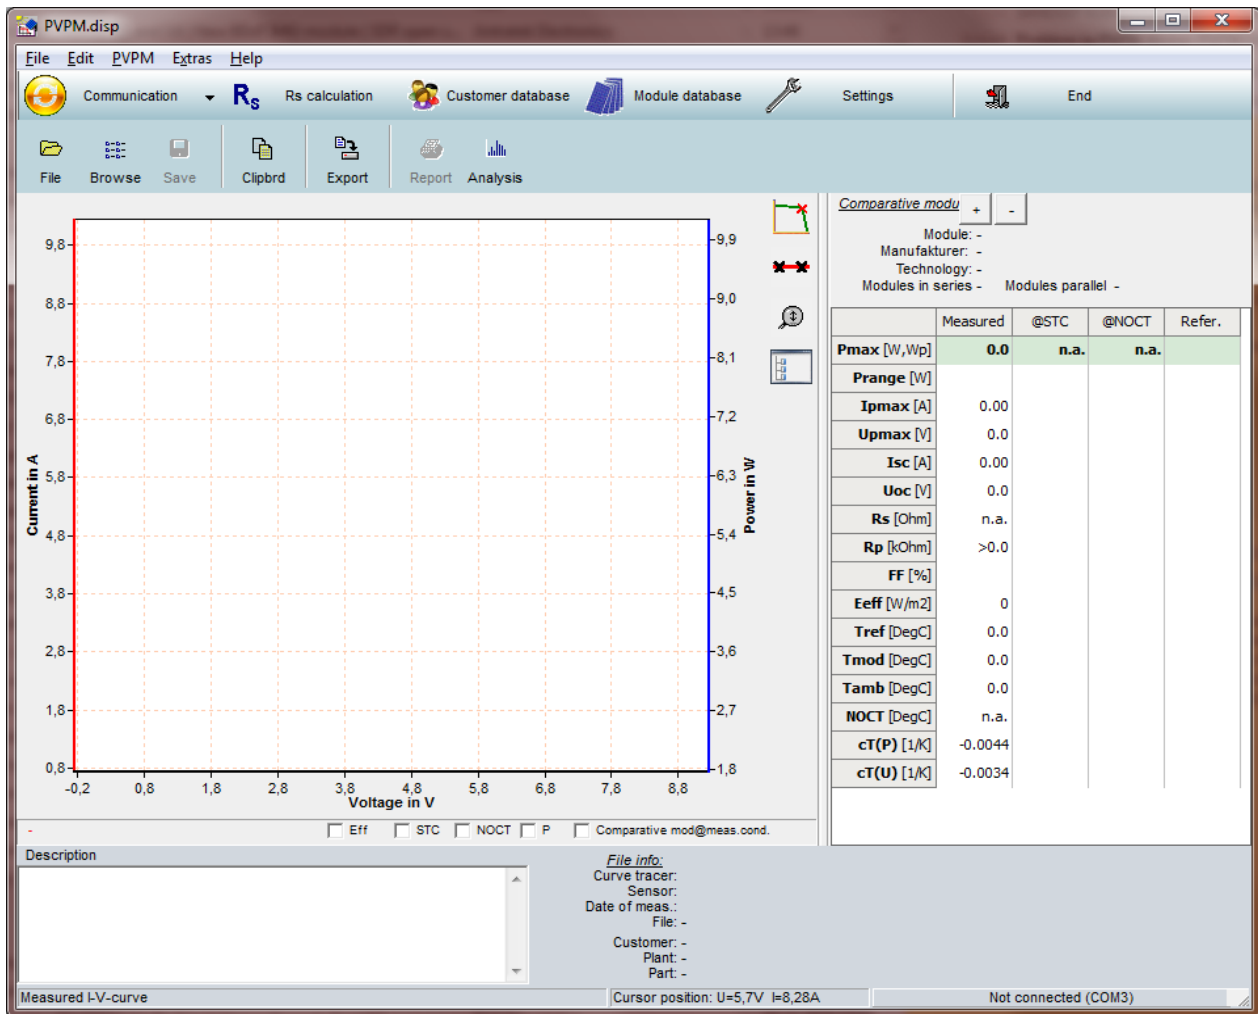 PVPM.disp
File Edit PVPM Extras Help
Communication Rs Rs calculation Customer database Module database Settings End
File Browse Save Clipbrd Export Report Analysis
Comparative modu + -
Module: -
Manufakturer: -
Technology: -
Modules in series - Modules parallel -
Measured @STC @NOCT Refer.
Pmax [W,Wp] 0.0 n.a. n.a.
Prange [W]
Ipmax [A] 0.00
Upmax [V] 0.0
Isc [A] 0.00
Uoc [V] 0.0
Rs [Ohm] n.a.
Rp [kOhm] >0.0
FF [%]
Eeff [W/m2] 0
Tref [DegC] 0.0
Tmod [DegC] 0.0
Tamb [DegC] 0.0
NOCT [DegC] n.a.
cT(P) [1/K] -0.0044
cT(U) [1/K] -0.0034
Current in A
9,8
8,8
7,8
6,8
5,8
4,8
3,8
2,8
1,8
0,8
9,9
9,0
8,1
7,2
6,3
5,4
4,5
3,6
2,7
1,8
Power in W
-0,2 0,8 1,8 2,8 3,8 4,8 5,8 6,8 7,8 8,8
Voltage in V
- Eff STC NOCT P Comparative mod@meas.cond.
Description
File info:
Curve tracer:
Sensor:
Date of meas.:
File: -
Customer: -
Plant: -
Part: -
Measured I-V-curve Cursor position: U=5,7V I=8,28A Not connected (COM3)